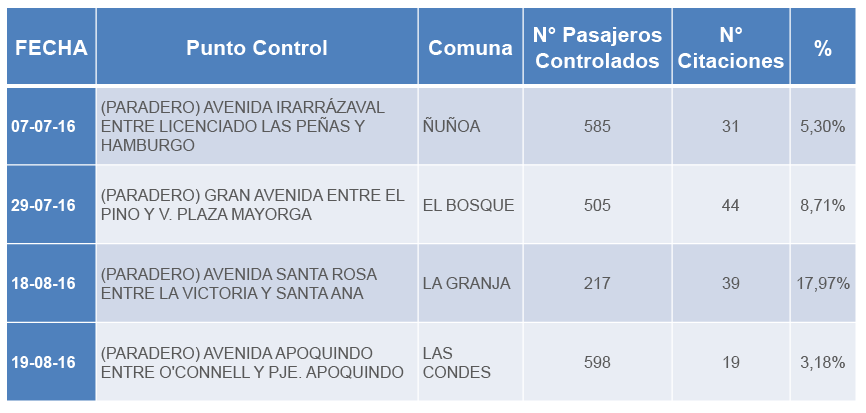 FECHA
Punto Control
Comuna
N° Pasajeros
Controlados
N°
Citaciones
%
07-07-16
(PARADERO) AVENIDA IRARRÁZAVAL
ENTRE LICENCIADO LAS PEÑAS Y
HAMBURGO
ÑUÑOA
585
31
5,30%
29-07-16
(PARADERO) GRAN AVENIDA ENTRE EL
PINO Y V. PLAZA MAYORGA
EL BOSQUE
505
44
8,71%
18-08-16
(PARADERO) AVENIDA SANTA ROSA
ENTRE LA VICTORIA Y SANTA ANA
LA GRANJA
217
39
17,97%
19-08-16
(PARADERO) AVENIDA APOQUINDO
ENTRE O'CONNELL Y PJE. APOQUINDO
LAS
CONDES
598
19
3,18%